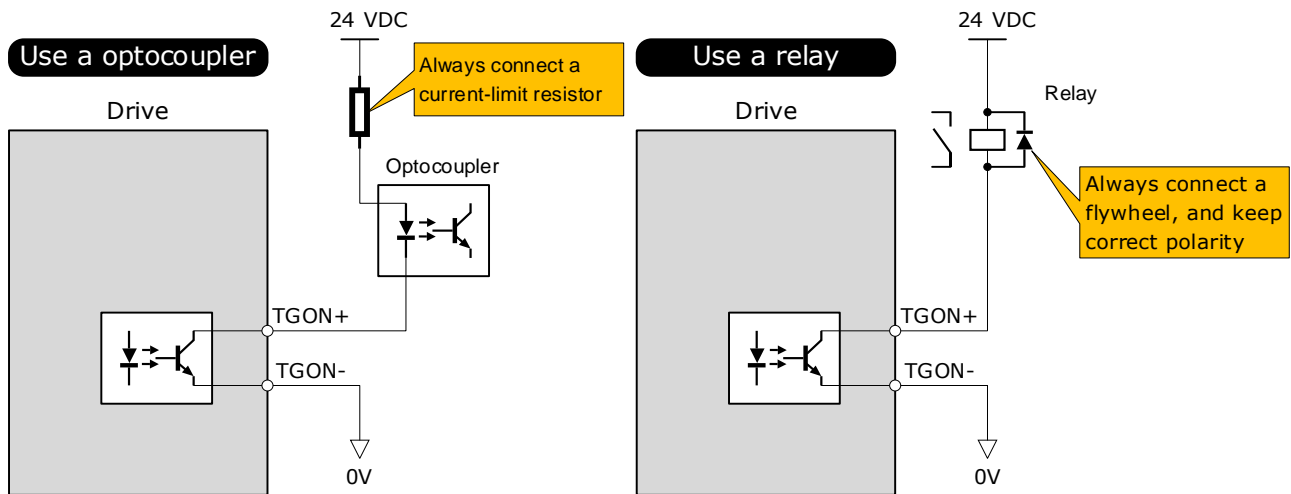 24 VDC
Use a optocoupler
Always connect a
current-limit resistor
Drive
Optocoupler
TGON+
TGON-
0V
24 VDC
Use a relay
Relay
Drive
Always connect a
flywheel, and keep
correct polarity
TGON+
TGON-
0V